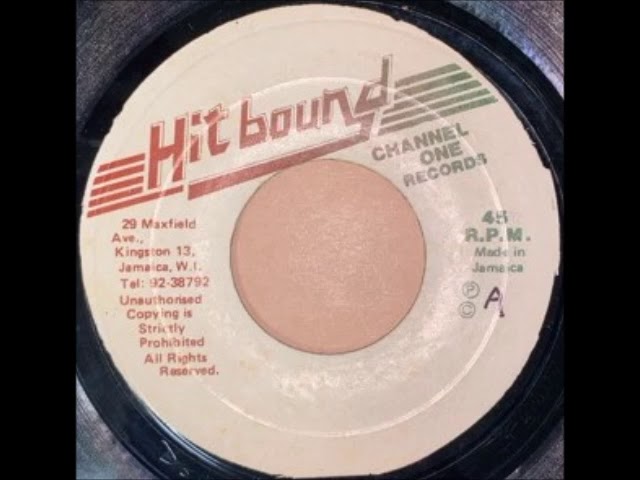 Hit bound
CHANNEL
ONE
RECORDS
29 Maxfield
Ave.,
Kingston 13,
Jamaica, W.I.
Tel: 92-38792
Unauthorised
Copying is
Strictly
Prohibited
All Rights
Reserved.
45
R.P.M.
Made in
Jamaica
Ⓟ
© A